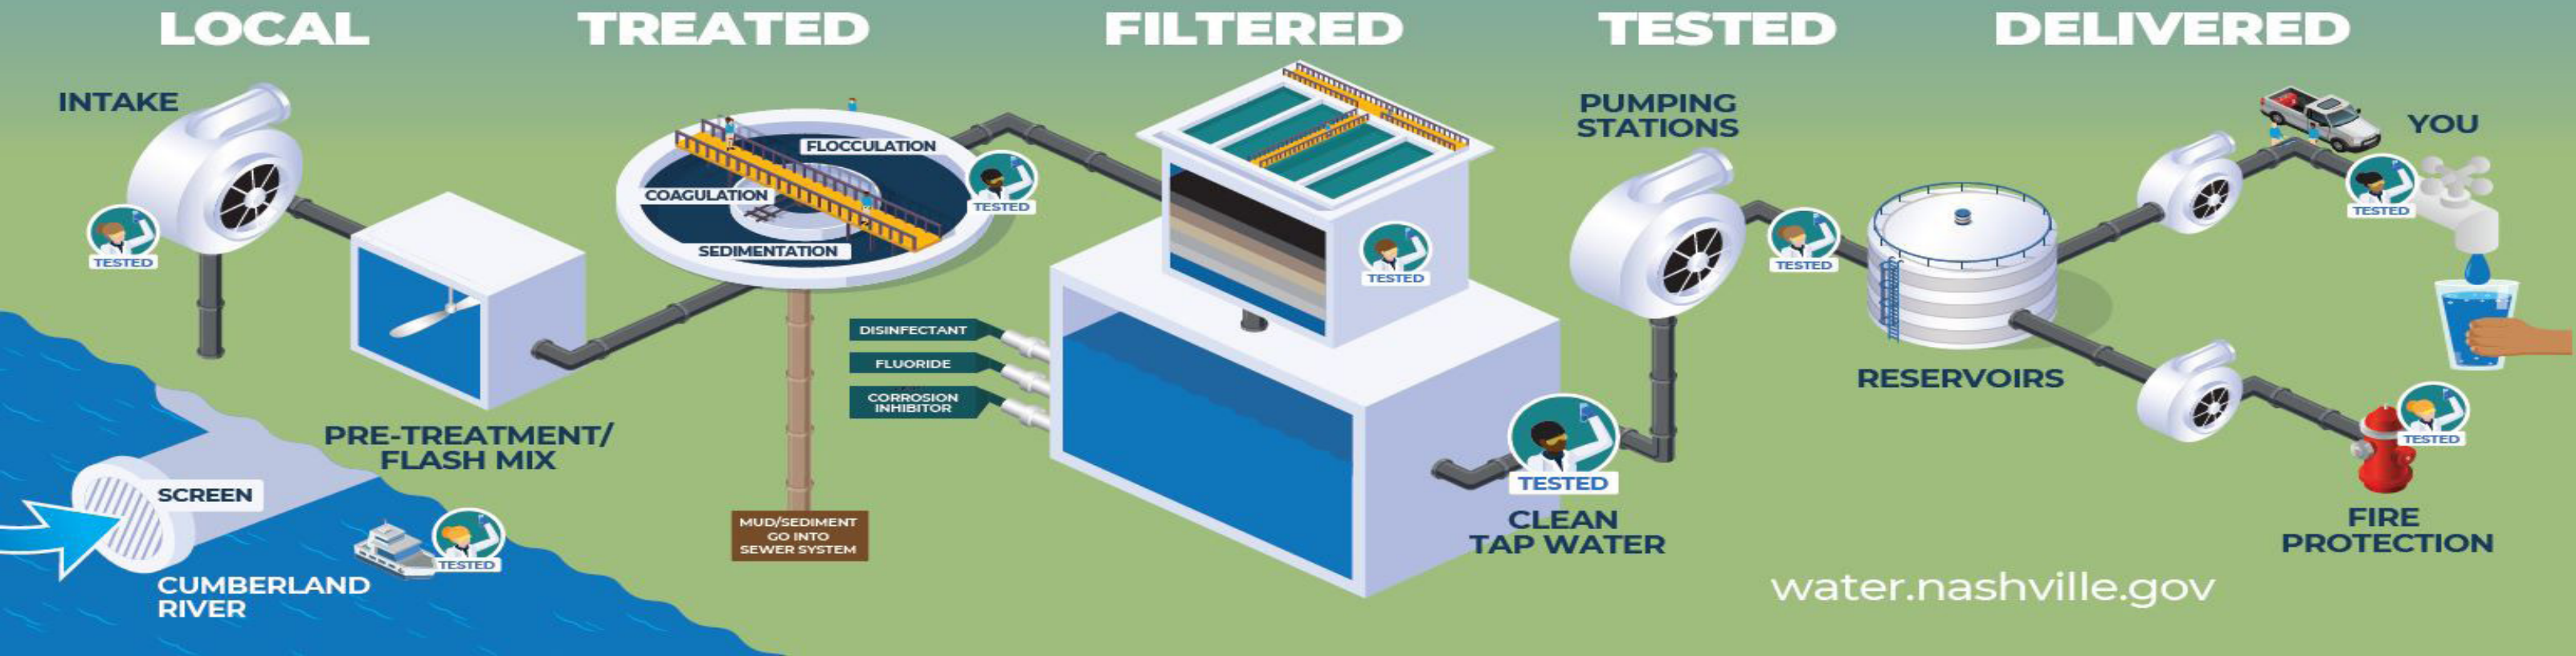 LOCAL
TREATED
FILTERED
TESTED
DELIVERED
INTAKE
TESTED
PRE-TREATMENT/
FLASH MIX
SCREEN
CUMBERLAND
RIVER
TESTED
FLOCCULATION
COAGULATION
SEDIMENTATION
TESTED
MUD/SEDIMENT
GO INTO
SEWER SYSTEM
DISINFECTANT
FLUORIDE
CORROSION
INHIBITOR
TESTED
TESTED
CLEAN
TAP WATER
PUMPING
STATIONS
TESTED
RESERVOIRS
YOU
TESTED
TESTED
FIRE
PROTECTION
water.nashville.gov